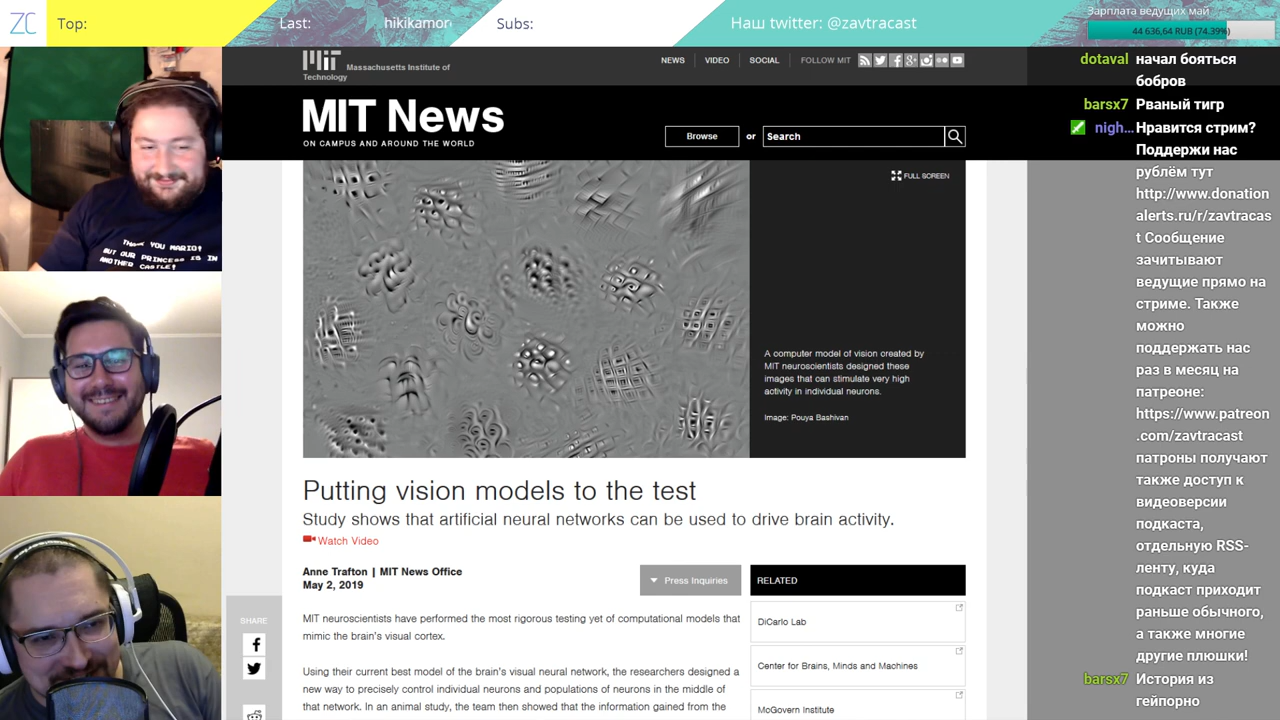 ZC
Top:
Last:
hikikamor
Subs:
Наш twitter: @zavtracast
Зарплата ведущих май
44 636,64 RUB (74.39%)
THANK YOU MARIO!
BUT OUR PRINCESS IS IN
ANOTHER CASTLE!
MIT
Massachusetts Institute of
Technology
NEWS
VIDEO
SOCIAL
FOLLOW MIT
MIT News
ON CAMPUS AND AROUND THE WORLD
Browse
or
Search
FULL SCREEN
A computer model of vision created by
MIT neuroscientists designed these
images that can stimulate very high
activity in individual neurons.
Image: Pouya Bashivan
Putting vision models to the test
Study shows that artificial neural networks can be used to drive brain activity.
Watch Video
Anne Trafton | MIT News Office
May 2, 2019
Press Inquiries
RELATED
DiCarlo Lab
Center for Brains, Minds and Machines
McGovern Institute
SHARE
MIT neuroscientists have performed the most rigorous testing yet of computational models that
mimic the brain's visual cortex.
Using their current best model of the brain's visual neural network, the researchers designed a
new way to precisely control individual neurons and populations of neurons in the middle of
that network. In an animal study, the team then showed that the information gained from the
dotaval начал бояться
бобров
barsx7 Рваный тигр
nigh... Нравится стрим?
Поддержи нас
рублём тут
http://www.donation
alerts.ru/r/zavtracas
t Сообщение
зачитывают
ведущие прямо на
стриме. Также
можно
поддержать нас
раз в месяц на
патреоне:
https://www.patreon
.com/zavtracast
патроны получают
также доступ к
видеоверсии
подкаста,
отдельную RSS-
ленту, куда
подкаст приходит
раньше обычного,
а также многие
другие плюшки!
barsx7 История из
гейпорно